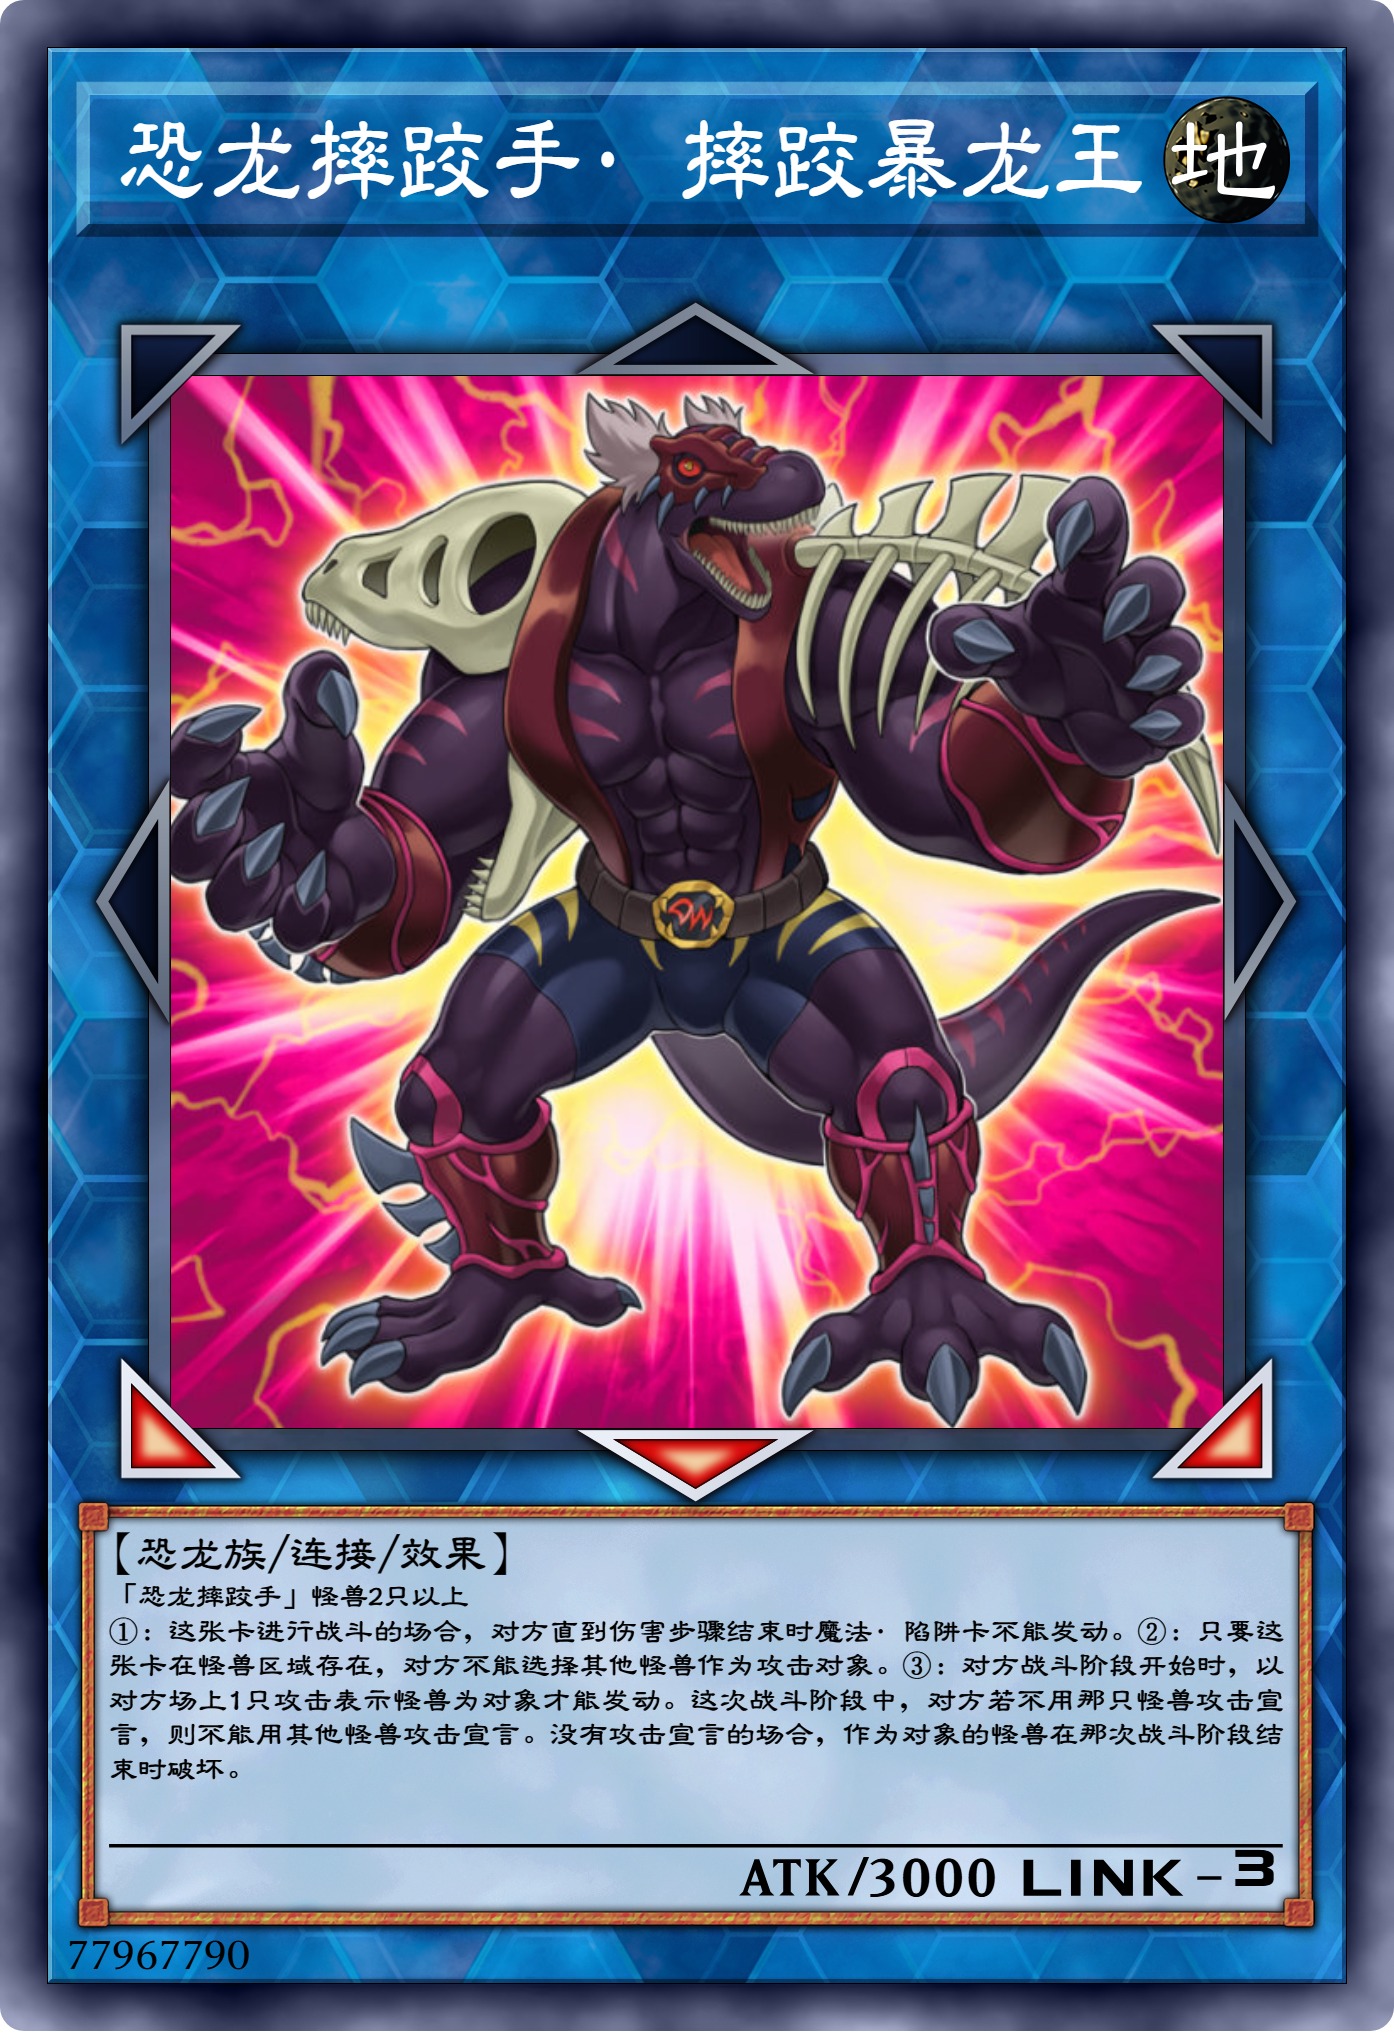 恐龙摔跤手·摔跤暴龙王 地
DW
【恐龙族/连接/效果】
「恐龙摔跤手」怪兽2只以上
①：这张卡进行战斗的场合，对方直到伤害步骤结束时魔法·陷阱卡不能发动。②：只要这
张卡在怪兽区域存在，对方不能选择其他怪兽作为攻击对象。③：对方战斗阶段开始时，以
对方场上1只攻击表示怪兽为对象才能发动。这次战斗阶段中，对方若不用那只怪兽攻击宣
言，则不能用其他怪兽攻击宣言。没有攻击宣言的场合，作为对象的怪兽在那次战斗阶段结
束时破坏。
ATK/3000 LINK-3
77967790